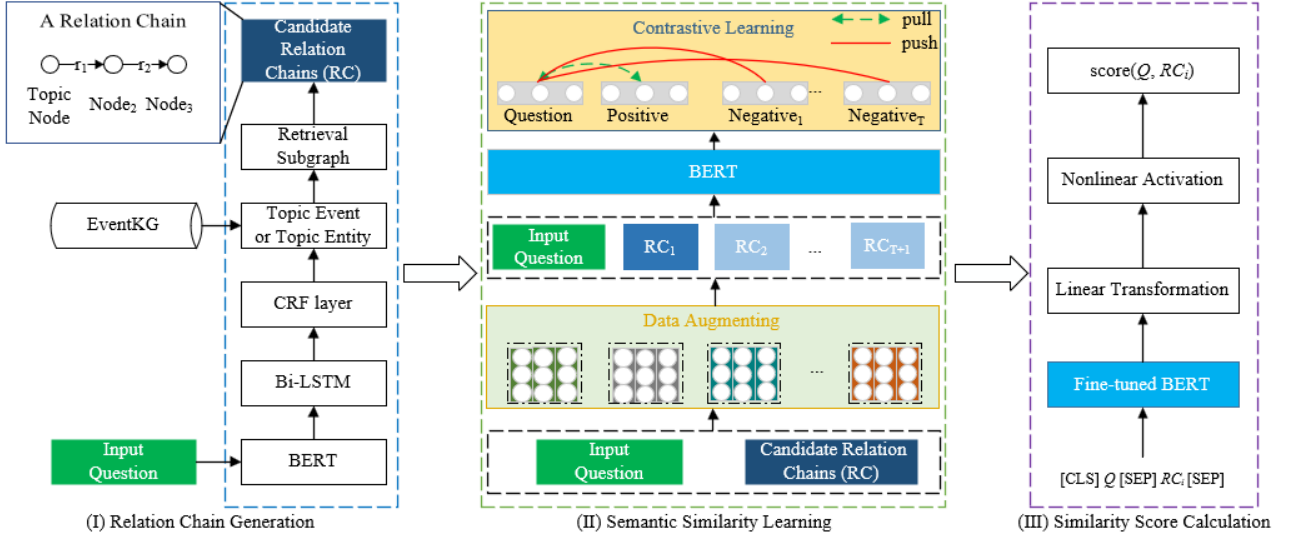 A Relation Chain
r1
r2
Topic
Node
Node2
Node3
Candidate
Relation
Chains (RC)
Retrieval
Subgraph
EventKG
Topic Event
or Topic Entity
CRF layer
Bi-LSTM
Input
Question
BERT
(I) Relation Chain Generation
Contrastive Learning
pull
push
Question
Positive
Negative1
...
NegativeT
BERT
Input
Question
RC1
RC2
...
RCT+1
Data Augmenting
...
Input
Question
Candidate Relation
Chains (RC)
(II) Semantic Similarity Learning
score(Q, RCi)
Nonlinear Activation
Linear Transformation
Fine-tuned BERT
[CLS] Q [SEP] RCi [SEP]
(III) Similarity Score Calculation